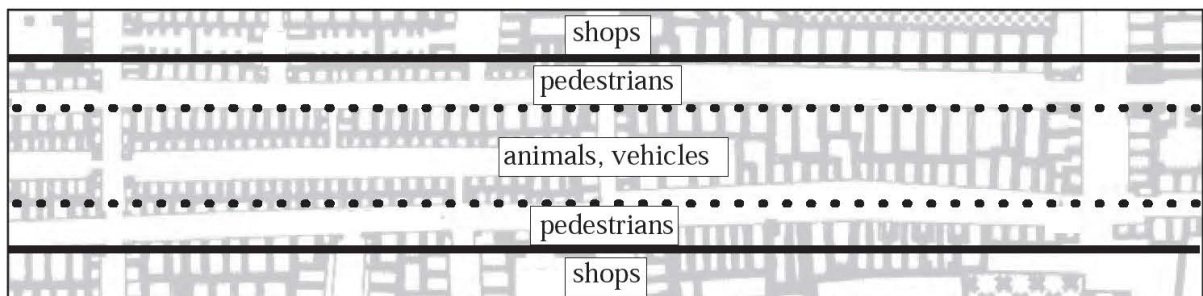 shops
pedestrians
animals, vehicles
pedestrians
shops